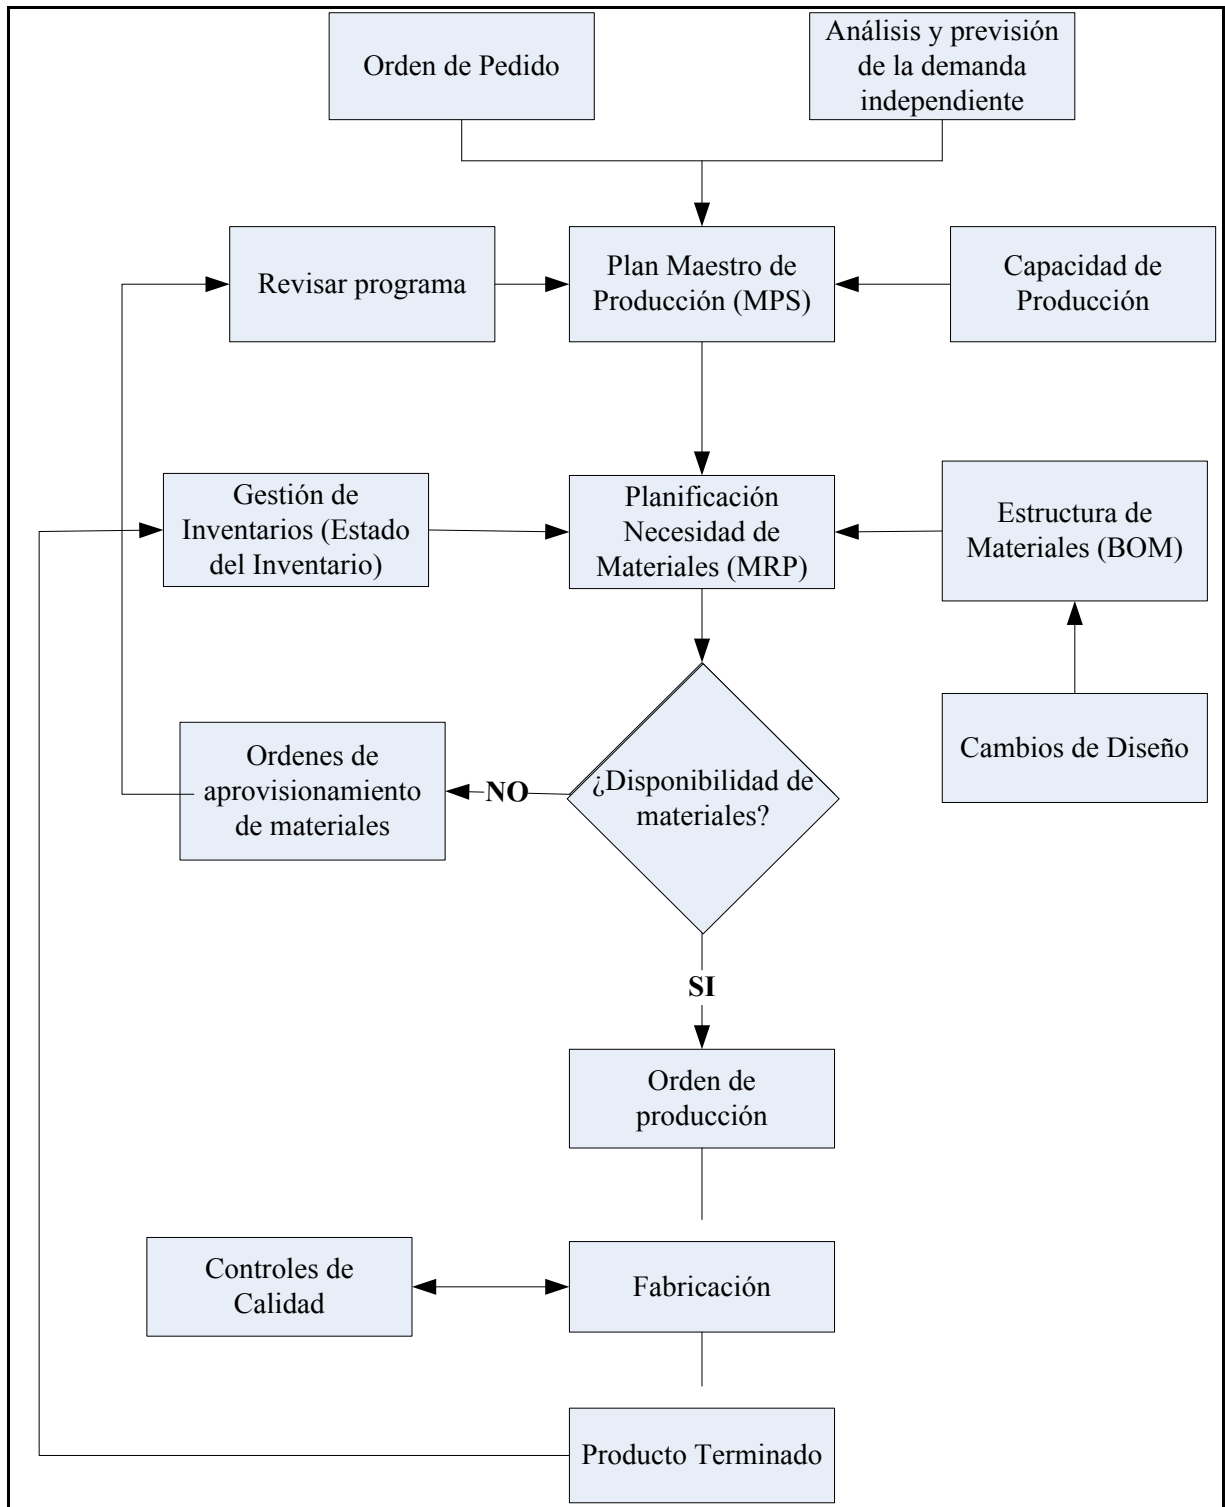 Orden de Pedido
Análisis y previsión
de la demanda
independiente
Revisar programa
Plan Maestro de
Producción (MPS)
Capacidad de
Producción
Gestión de
Inventarios (Estado
del Inventario)
Planificación
Necesidad de
Materiales (MRP)
Estructura de
Materiales (BOM)
Cambios de Diseño
Ordenes de
aprovisionamiento
de materiales
NO
¿Disponibilidad de
materiales?
SI
Orden de
producción
Controles de
Calidad
Fabricación
Producto Terminado